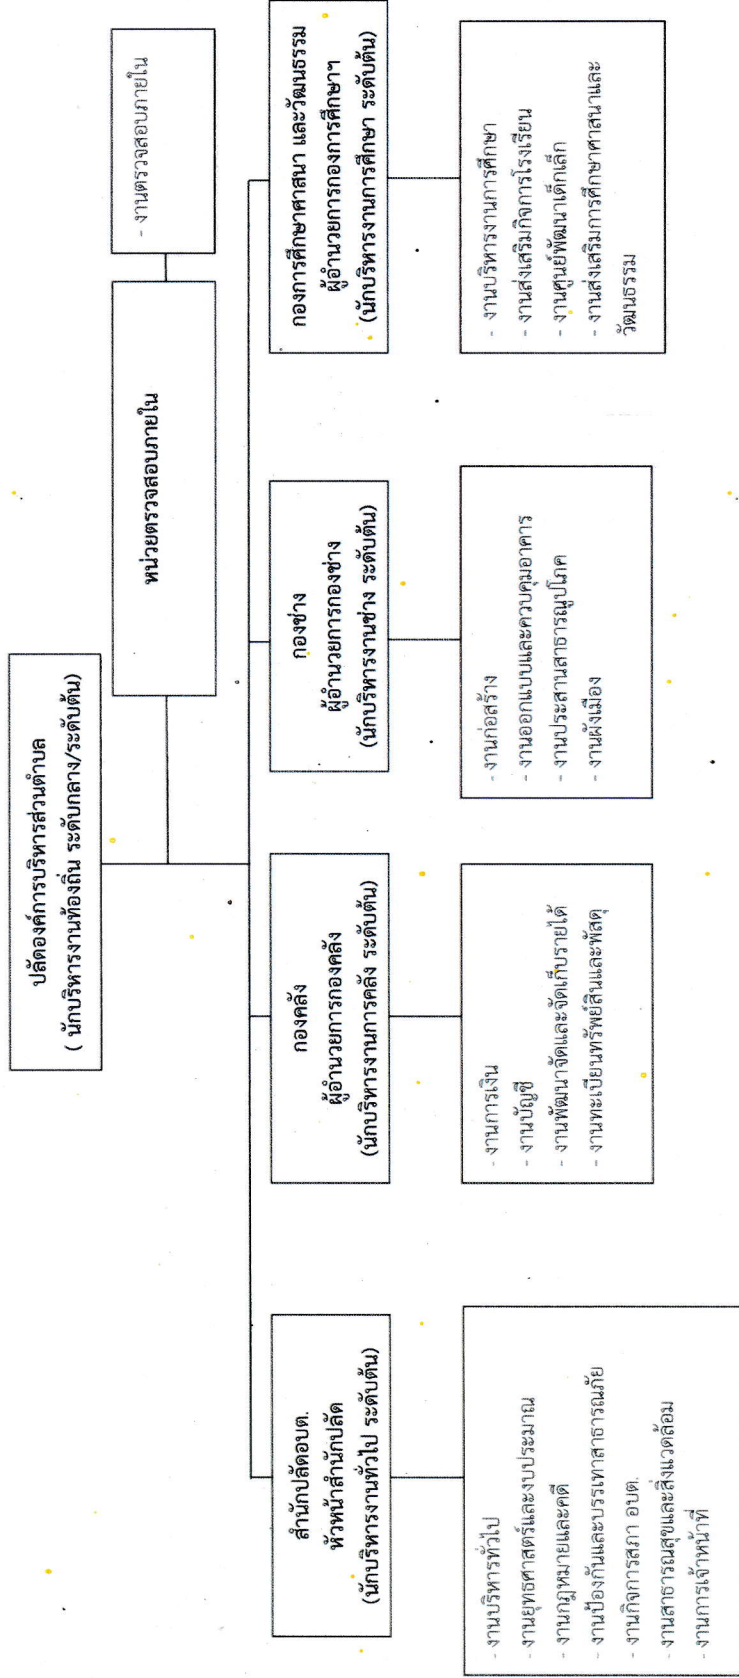 ปลัดองค์การบริหารส่วนตำบล
( นักบริหารงานท้องถิ่น ระดับกลาง/ระดับต้น)
หน่วยตรวจสอบภายใน
- งานตรวจสอบภายใน
สำนักปลัดอบต.
หัวหน้าสำนักปลัด
(นักบริหารงานทั่วไป ระดับต้น)
กองคลัง
ผู้อำนวยการกองคลัง
(นักบริหารงานการคลัง ระดับต้น)
กองช่าง
ผู้อำนวยการกองช่าง
(นักบริหารงานช่าง ระดับต้น)
กองการศึกษาศาสนา และวัฒนธรรม
ผู้อำนวยการกองการศึกษาฯ
(นักบริหารงานการศึกษา ระดับต้น)
- งานบริหารทั่วไป
- งานยุทธศาสตร์และงบประมาณ
- งานกฎหมายและคดี
- งานป้องกันและบรรเทาสาธารณภัย
- งานกิจการสภา อบต.
- งานสาธารณสุขและสิ่งแวดล้อม
- งานการเจ้าหน้าที่
- งานการเงิน
- งานบัญชี
- งานพัฒนาจัดและจัดเก็บรายได้
- งานทะเบียนทรัพย์สินและพัสดุ
- งานก่อสร้าง
- งานออกแบบและควบคุมอาคาร
- งานประสานสาธารณูปโภค
- งานผังเมือง
- งานบริหารงานการศึกษา
- งานส่งเสริมกิจการโรงเรียน
- งานศูนย์พัฒนาเด็กเล็ก
- งานส่งเสริมการศึกษาศาสนาและ
วัฒนธรรม